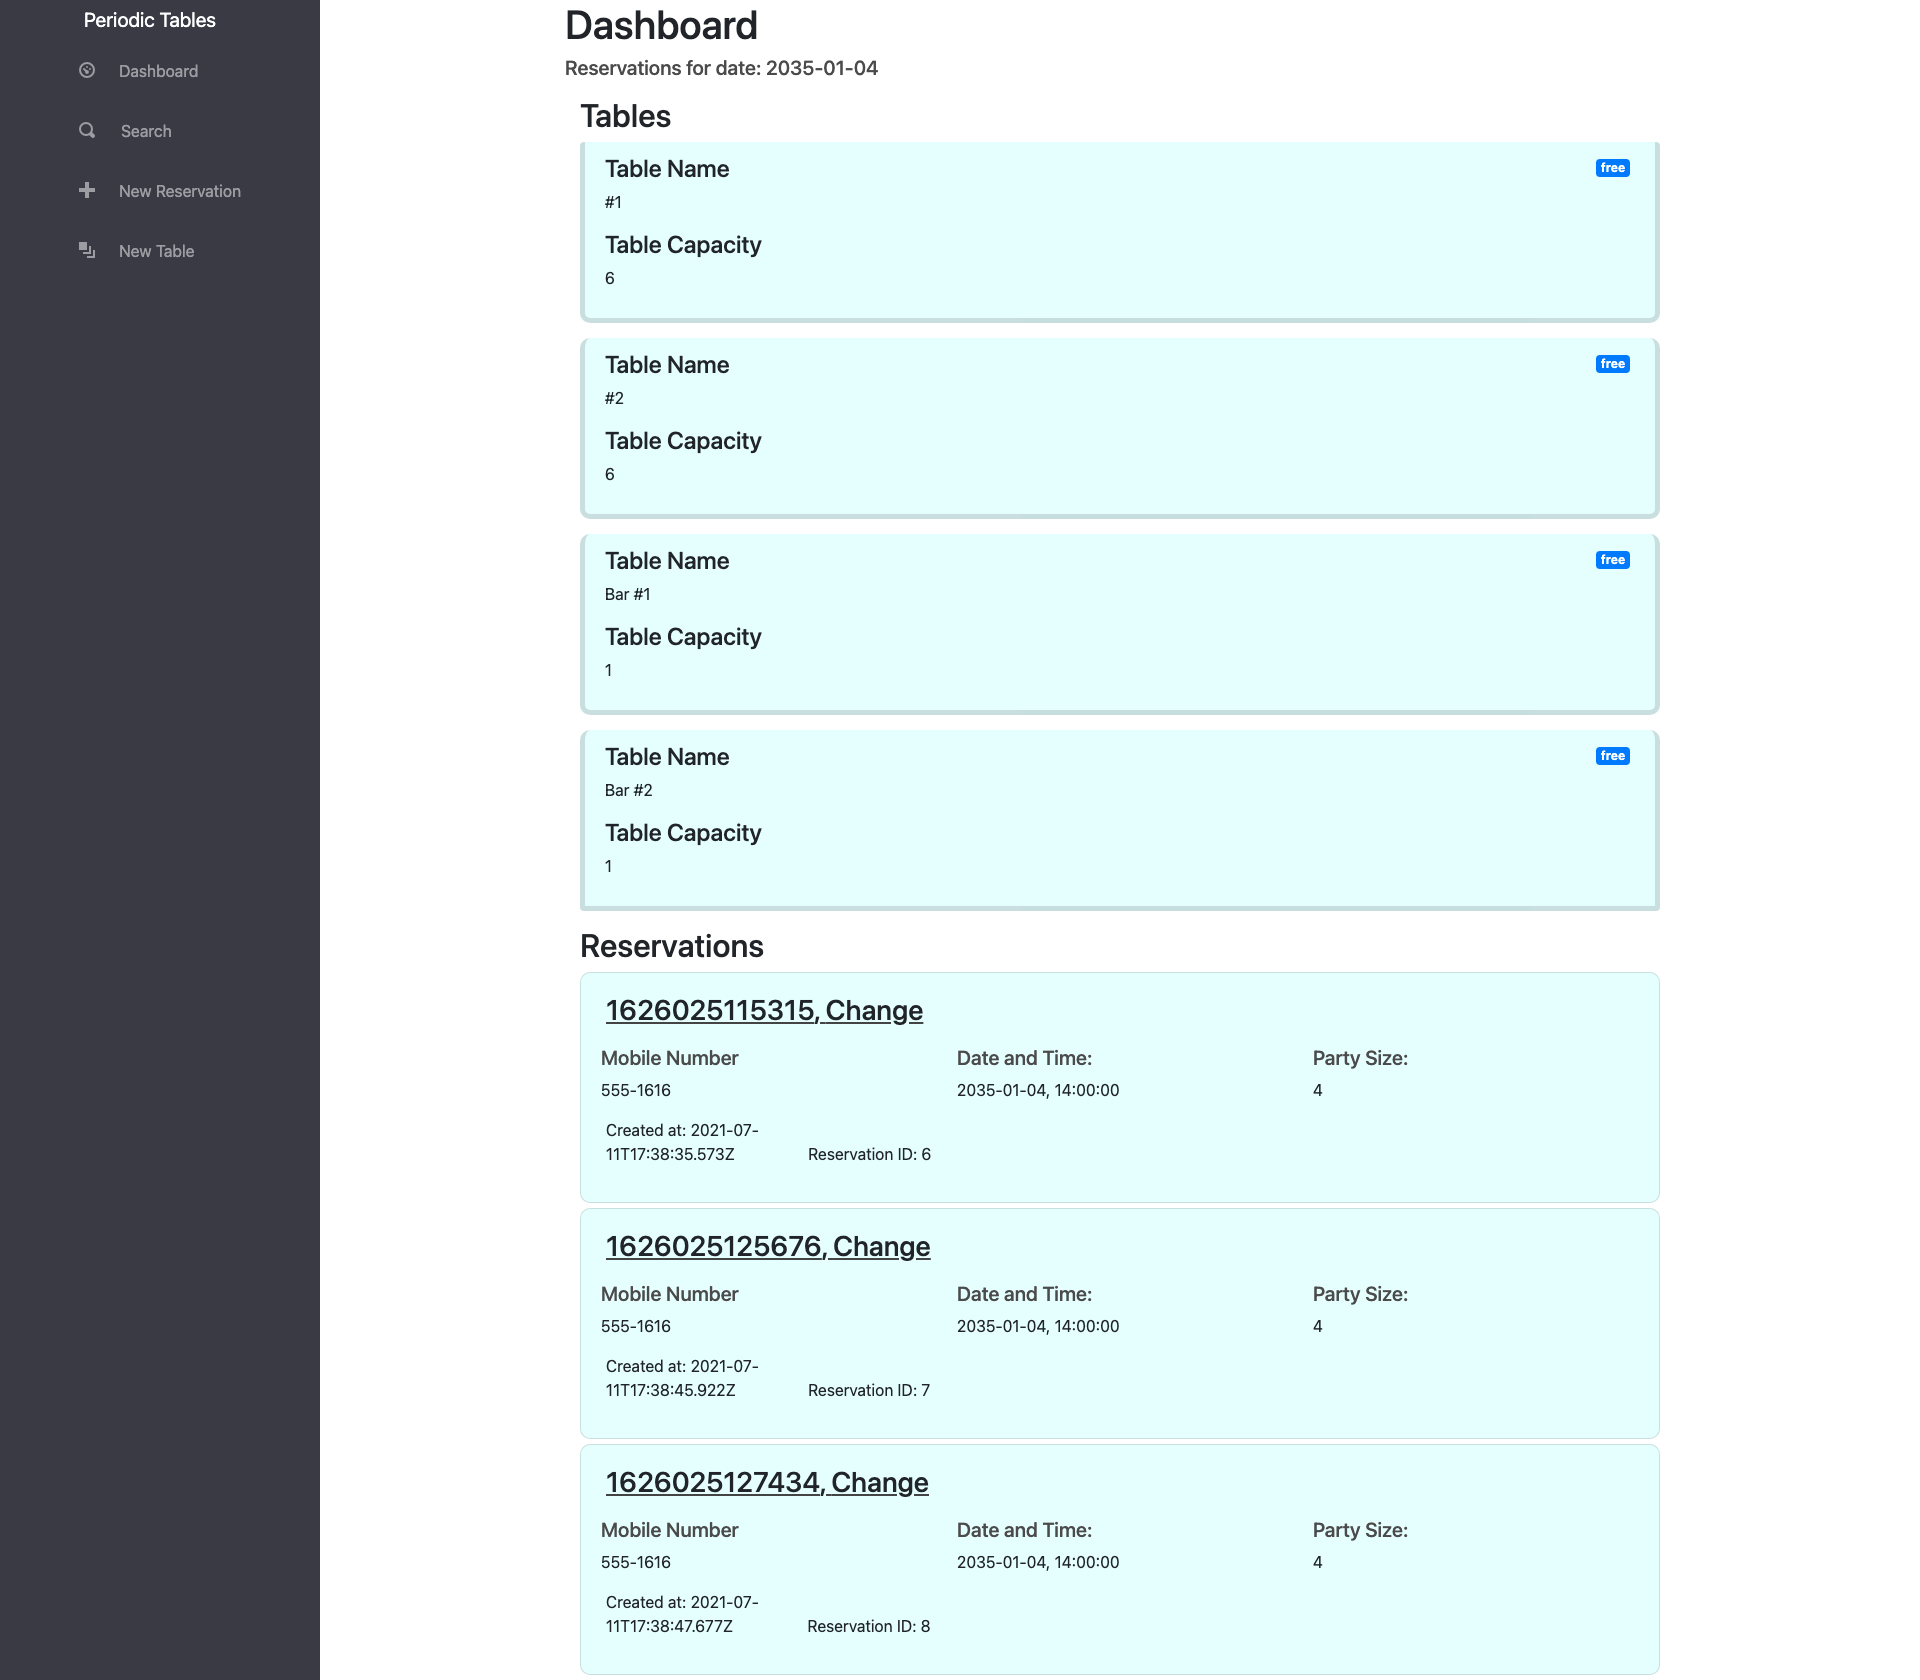 Periodic Tables
Dashboard
Search
New Reservation
New Table
Dashboard
Reservations for date: 2035-01-04
Tables
Table Name
free
#1
Table Capacity
6
Table Name
free
#2
Table Capacity
6
Table Name
free
Bar #1
Table Capacity
1
Table Name
free
Bar #2
Table Capacity
1
Reservations
1626025115315, Change
Mobile Number
Date and Time:
Party Size:
555-1616
2035-01-04, 14:00:00
4
Created at: 2021-07-
11T17:38:35.573Z
Reservation ID: 6
1626025125676, Change
Mobile Number
Date and Time:
Party Size:
555-1616
2035-01-04, 14:00:00
4
Created at: 2021-07-
11T17:38:45.922Z
Reservation ID: 7
1626025127434, Change
Mobile Number
Date and Time:
Party Size:
555-1616
2035-01-04, 14:00:00
4
Created at: 2021-07-
11T17:38:47.677Z
Reservation ID: 8